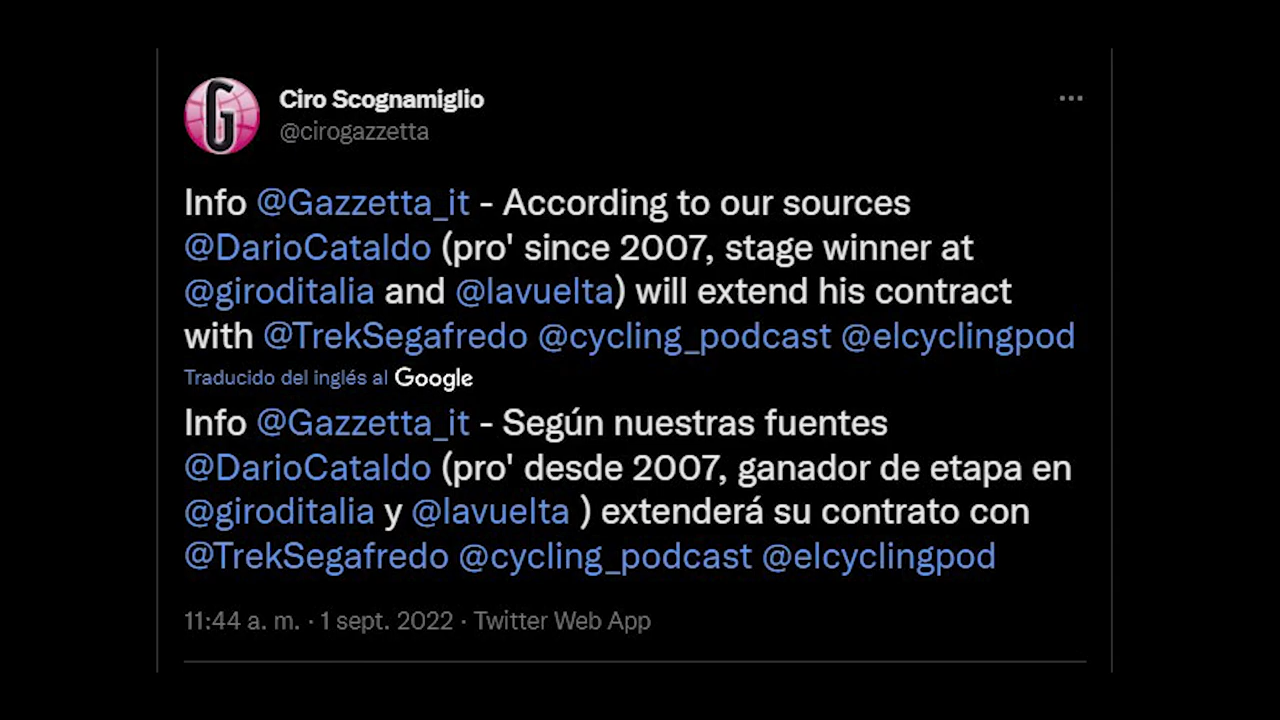 Ciro Scognamiglio
@cirogazzetta
Info @Gazzetta_it - According to our sources
@DarioCataldo (pro' since 2007, stage winner at
@giroditalia and @lavuelta) will extend his contract
with @TrekSegafredo @cycling_podcast @elcyclingpod
Traducido del inglés al Google
Info @Gazzetta_it - Según nuestras fuentes
@DarioCataldo (pro' desde 2007, ganador de etapa en
@giroditalia y @lavuelta ) extenderá su contrato con
@TrekSegafredo @cycling_podcast @elcyclingpod
11:44 a. m. · 1 sept. 2022 · Twitter Web App